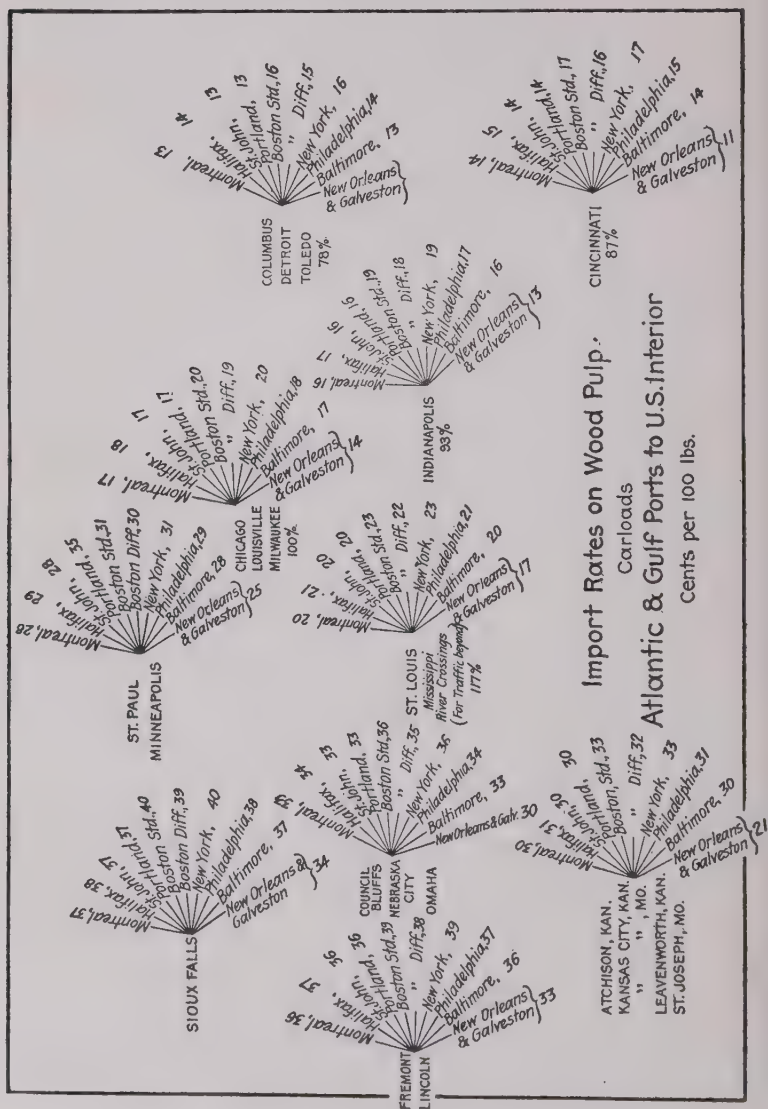 Import Rates on Wood Pulp.
Carloads
Atlantic & Gulf Ports to U.S. Interior
Cents per 100 lbs.
COLUMBUS
DETROIT
TOLEDO
78%
Montreal, 13
Halifax, 14
St. John, 13
Portland, 13
Boston Std., 16
" Diff., 15
New York, 16
Philadelphia, 14
Baltimore, 13
New Orleans
& Galveston
CINCINNATI
87%
Montreal, 14
Halifax, 15
St. John, 14
Portland, 14
Boston Std., 17
" Diff., 16
New York, 17
Philadelphia, 15
Baltimore, 14
New Orleans
& Galveston} 11
INDIANAPOLIS
93%
Montreal, 16
Halifax, 17
St. John, 16
Portland, 16
Boston Std., 19
" Diff., 18
New York, 19
Philadelphia, 17
Baltimore, 16
New Orleans
& Galveston} 13
CHICAGO
LOUISVILLE
MILWAUKEE
100%
Montreal, 17
Halifax, 18
St. John, 17
Portland, 17
Boston Std., 20
" Diff., 19
New York, 20
Philadelphia, 18
Baltimore, 17
New Orleans
& Galveston} 14
ST. PAUL
MINNEAPOLIS
Montreal, 28
Halifax, 29
St. John, 28
Portland, 35
Boston Std., 31
Boston Diff, 30
New York, 31
Philadelphia, 29
Baltimore, 28
New Orleans
& Galveston} 25
ST. LOUIS
Mississippi
River Crossings
(For Traffic beyond)
117%
Montreal, 20
Halifax, 21
St. John, 20
Portland, 20
Boston Std., 23
" Diff., 22
New York, 23
Philadelphia, 21
Baltimore, 20
New Orleans
& Galveston} 17
SIOUX FALLS
Montreal, 37
Halifax, 38
St. John, 37
Portland, 37
Boston Std., 40
Boston Diff., 39
New York, 40
Philadelphia, 38
Baltimore, 37
New Orleans &
Galveston} 34
COUNCIL
BLUFFS
NEBRASKA
CITY
OMAHA
Montreal, 33
Halifax, 34
St. John, 33
Portland, 33
Boston Std., 36
" Diff., 35
New York, 36
Philadelphia, 34
Baltimore, 33
New Orleans & Galv. 30
FREMONT
LINCOLN
Montreal, 36
Halifax, 37
St. John, 36
Portland, 36
Boston Std., 39
" Diff., 38
New York, 39
Philadelphia, 37
Baltimore, 36
New Orleans
& Galveston} 33
ATCHISON, KAN.
KANSAS CITY, KAN.
" " , MO.
LEAVENWORTH, KAN.
ST. JOSEPH, MO.
Montreal, 30
Halifax, 31
St. John, 30
Portland, 30
Boston, Std., 33
" Diff., 32
New York, 33
Philadelphia, 31
Baltimore, 30
New Orleans
& Galveston} 21